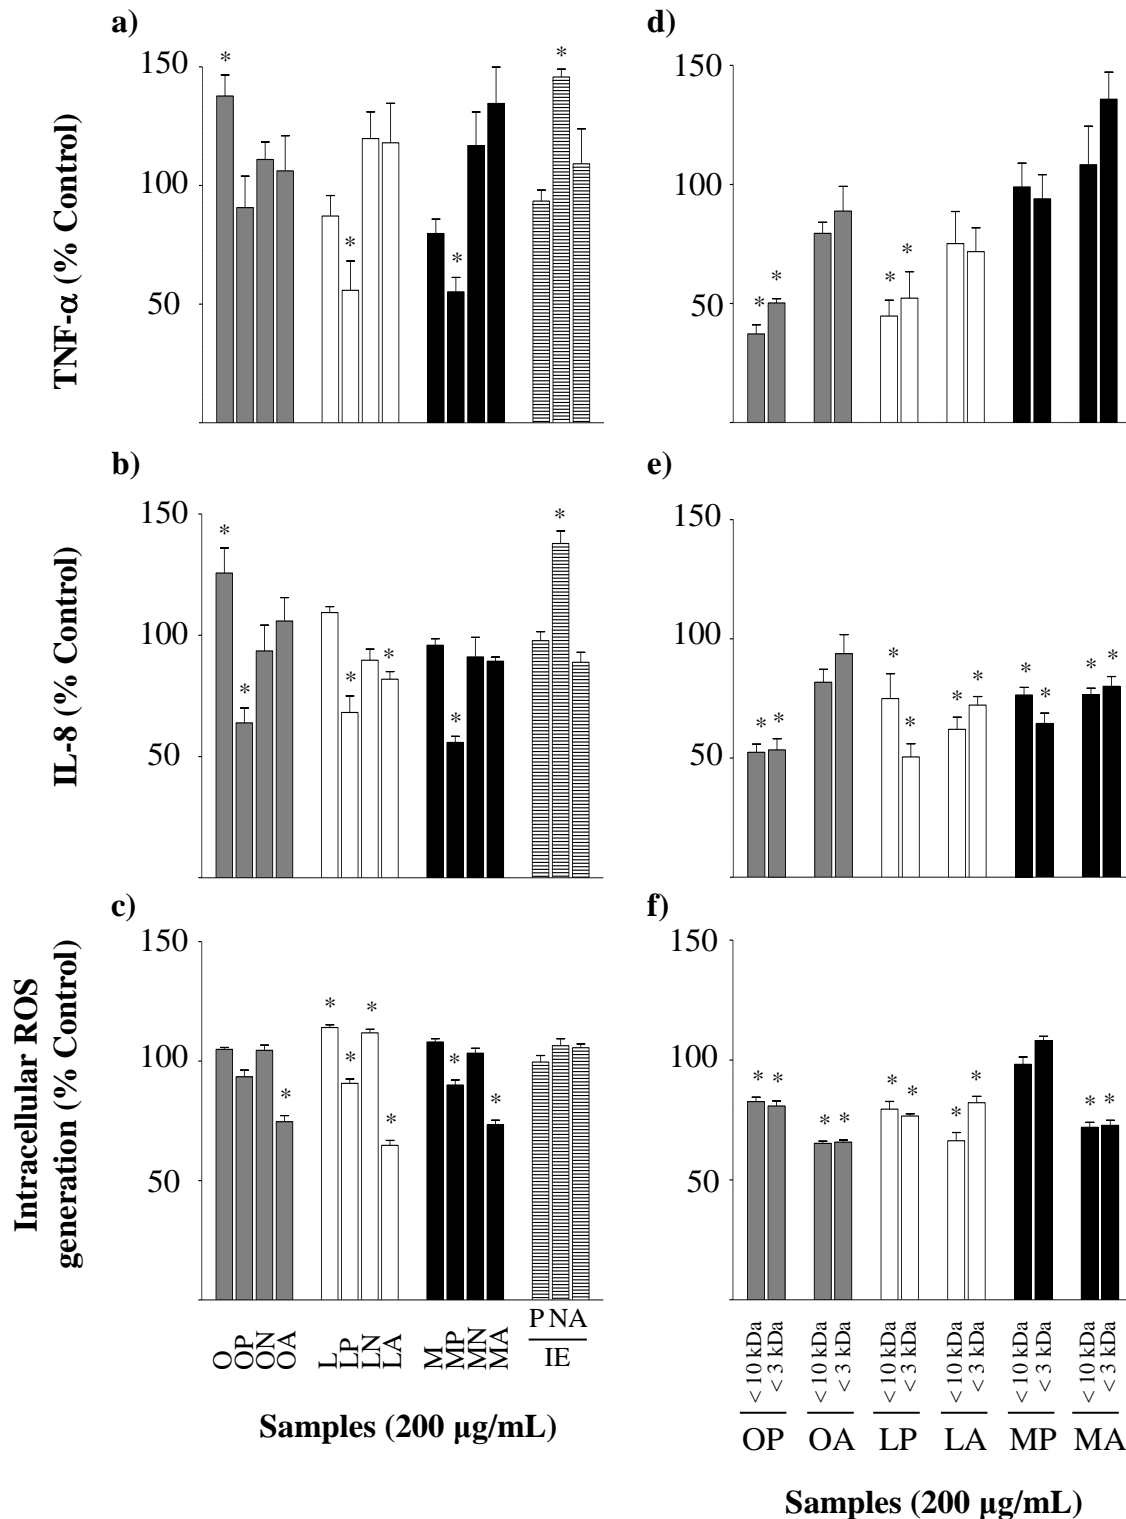 a)
TNF-α (% Control)
150
100
50
*
*
*
*
b)
IL-8 (% Control)
150
100
50
*
*
*
*
*
*
c)
Intracellular ROS
generation (% Control)
150
100
50
*
*
*
*
*
*
*
O
OP
ON
OA
L
LP
LN
LA
M
MP
MN
MA
P N A
IE
Samples (200 µg/mL)
d)
150
100
50
*
*
*
*
e)
150
100
50
*
*
*
*
*
*
*
*
*
*
f)
150
100
50
*
*
*
*
*
*
*
*
*
*
< 10 kDa
< 3 kDa
< 10 kDa
< 3 kDa
< 10 kDa
< 3 kDa
< 10 kDa
< 3 kDa
< 10 kDa
< 3 kDa
< 10 kDa
< 3 kDa
OP OA LP LA MP MA
Samples (200 µg/mL)